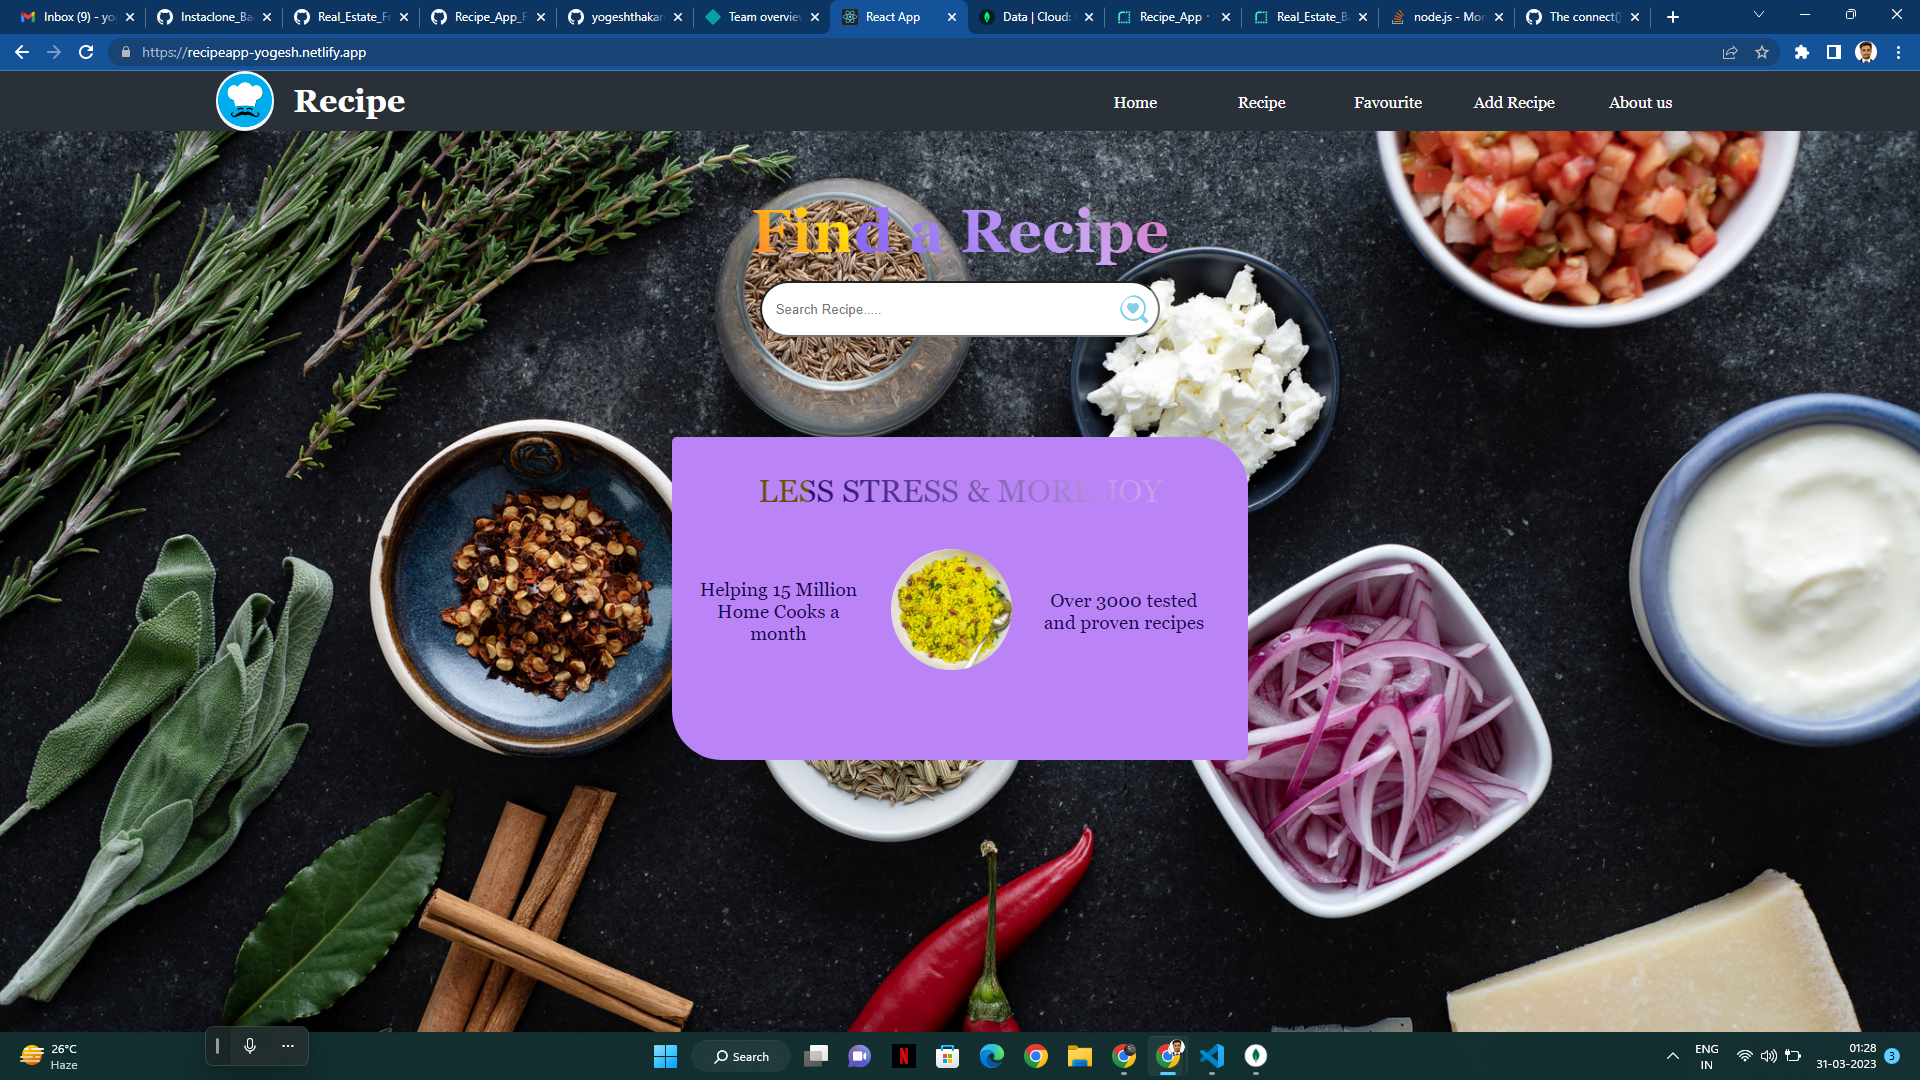 Inbox (9) - yo
Instaclone_Ba
Real_Estate_Fr
Recipe_App_F
yogeshthakar
Team overview
React App
Data | Cloud:
Recipe_App
Real_Estate_B
node.js - Mon
The connect()
https://recipeapp-yogesh.netlify.app
Recipe
Home
Recipe
Favourite
Add Recipe
About us
Find a Recipe
Search Recipe.....
LESS STRESS & MORE JOY
Helping 15 Million
Home Cooks a
month
Over 3000 tested
and proven recipes
26°C
Haze
Search
N
ENG
IN
01:28
31-03-2023
3